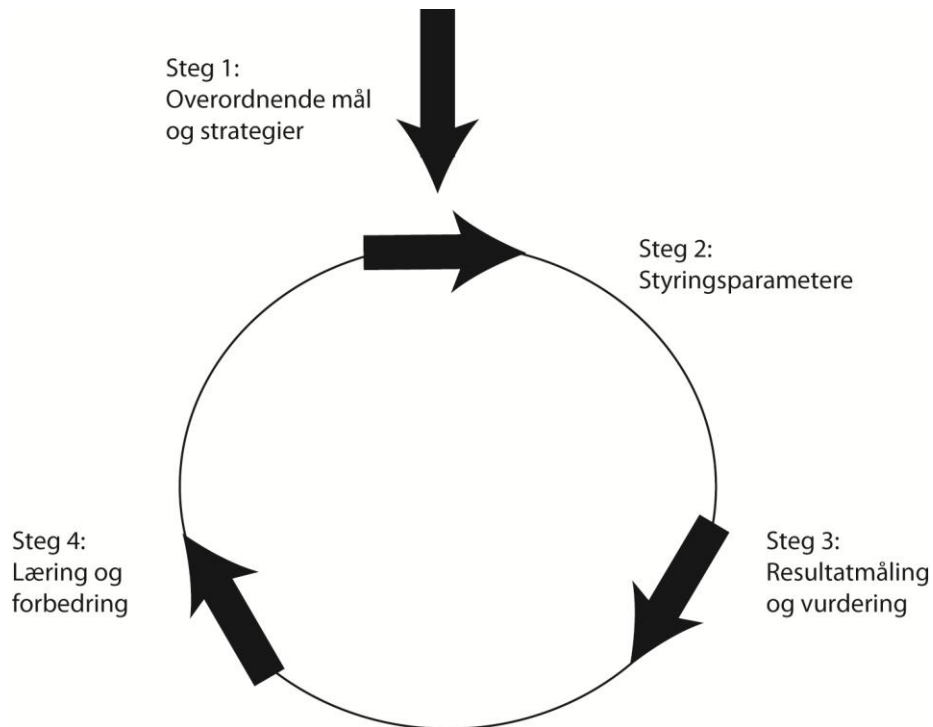 Steg 1:
Overordnende mål
og strategier
Steg 2:
Styringsparametere
Steg 3:
Resultatmåling
og vurdering
Steg 4:
Læring og
forbedring